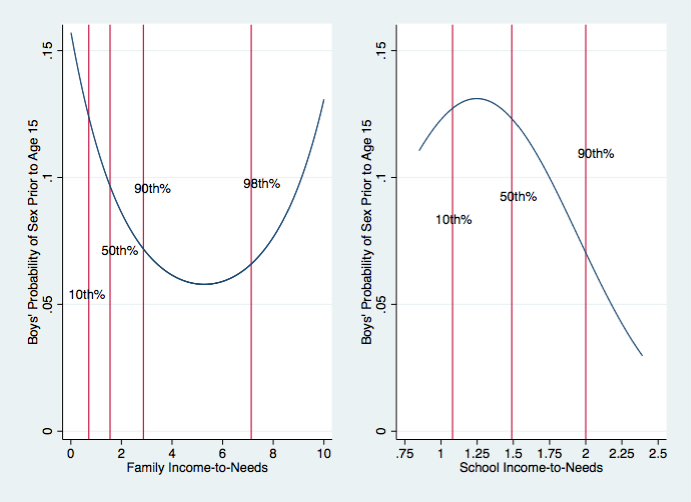 Boys' Probability of Sex Prior to Age 15
.15
.1
.05
0
10th%
50th%
90th%
98th%
0 2 4 6 8 10
Family Income-to-Needs
Boys' Probability of Sex Prior to Age 15
.15
.1
.05
0
90th%
50th%
10th%
.75 1 1.25 1.5 1.75 2 2.25 2.5
School Income-to-Needs